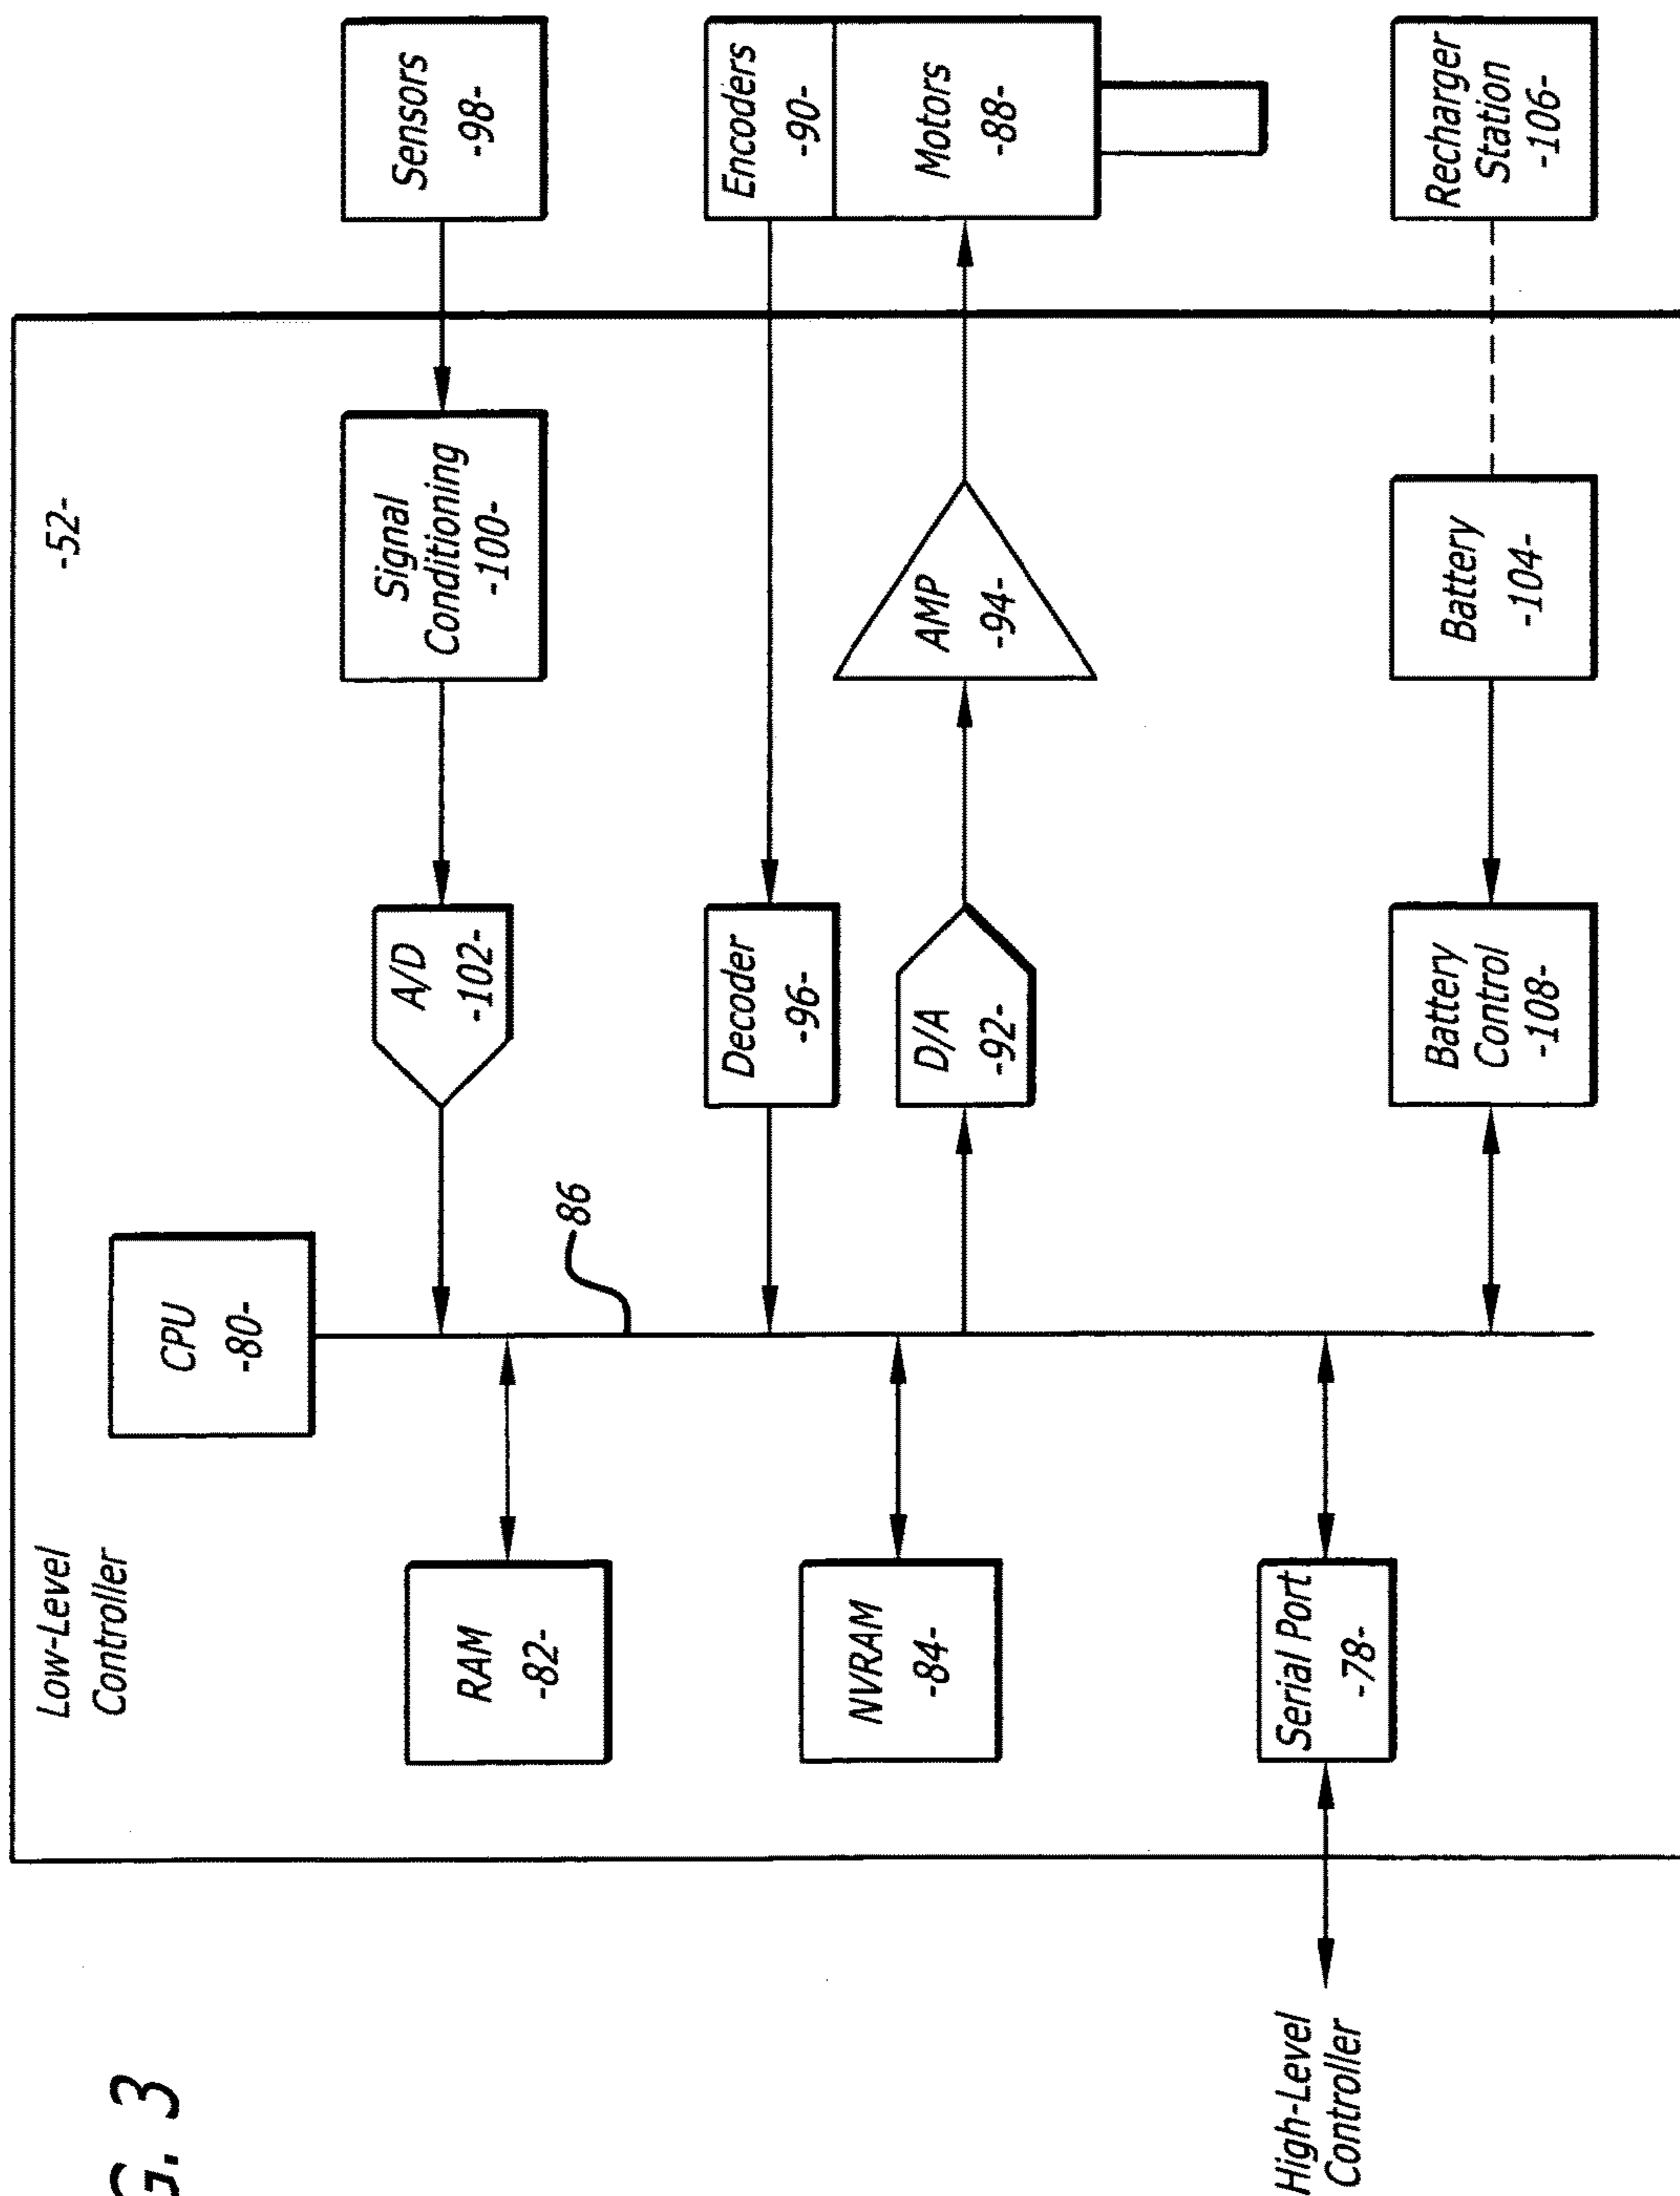 G. 3
Low-Level
Controller
-52-
CPU
-80-
RAM
-82-
NVRAM
-84-
Serial Port
-78-
High-Level
Controller
86
A/D
-102-
Signal
Conditioning
-100-
Sensors
-98-
Decoder
-96-
Encoders
-90-
D/A
-92-
AMP
-94-
Motors
-88-
Battery
Control
-108-
Battery
-104-
Recharger
Station
-106-